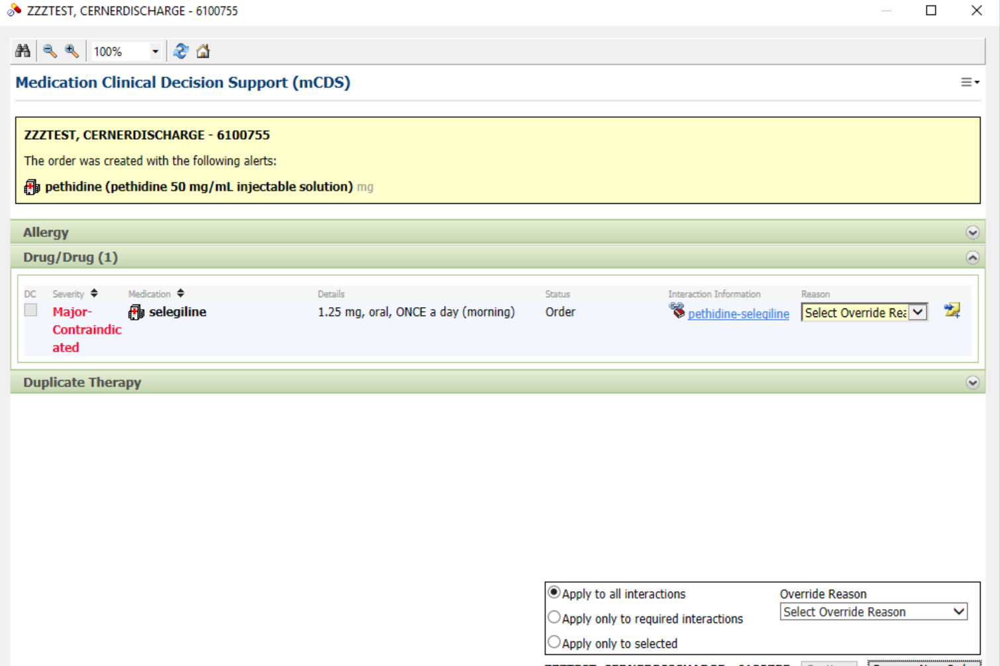 ZZZTEST, CERNERDISCHARGE - 6100755
100%
Medication Clinical Decision Support (mCDS)
ZZZTEST, CERNERDISCHARGE - 6100755
The order was created with the following alerts:
pethidine (pethidine 50 mg/mL injectable solution) mg
Allergy
Drug/Drug (1)
DC Severity Medication Details Status Interaction Information Reason
Major- selegiline 1.25 mg, oral, ONCE a day (morning) Order pethidine-selegiline Select Override Rea
Contraindic
ated
Duplicate Therapy
Apply to all interactions Override Reason
Apply only to required interactions Select Override Reason
Apply only to selected